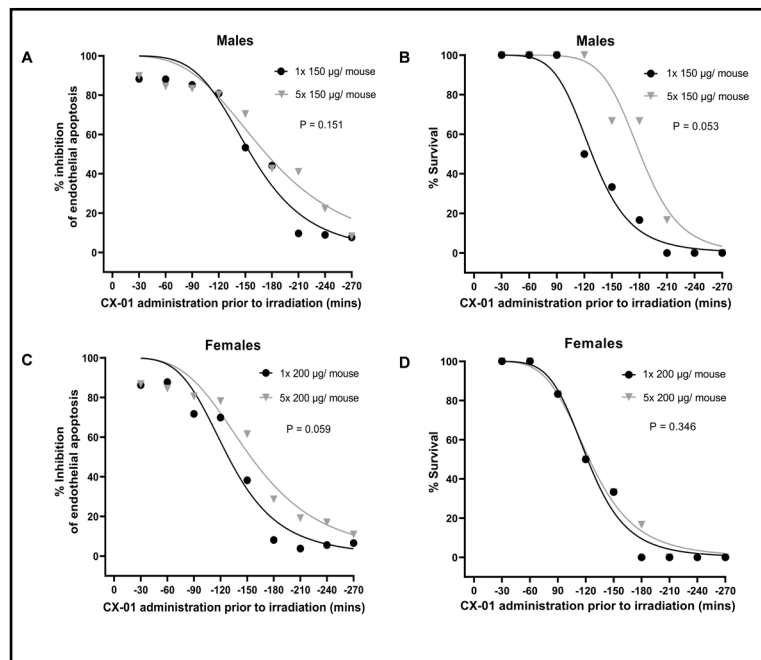 Males
A
% inhibition
of endothelial apoptosis
100
80
60
40
20
0
1x 150 µg/ mouse
5x 150 µg/ mouse
P = 0.151
0 -30 -60 -90 -120 -150 -180 -210 -240 -270
CX-01 administration prior to irradiation (mins)
Males
B
% Survival
100
80
60
40
20
0
1x 150 µg/ mouse
5x 150 µg/ mouse
P = 0.053
0 -30 -60 -90 -120 -150 -180 -210 -240 -270
CX-01 administration prior to irradiation (mins)
Females
C
% Inhibition
of endothelial apoptosis
100
80
60
40
20
0
1x 200 µg/ mouse
5x 200 µg/ mouse
P = 0.059
0 -30 -60 -90 -120 -150 -180 -210 -240 -270
CX-01 administration prior to irradiation (mins)
Females
D
% Survival
100
80
60
40
20
0
1x 200 µg/ mouse
5x 200 µg/ mouse
P = 0.346
0 -30 -60 -90 -120 -150 -180 -210 -240 -270
CX-01 administration prior to irradiation (mins)